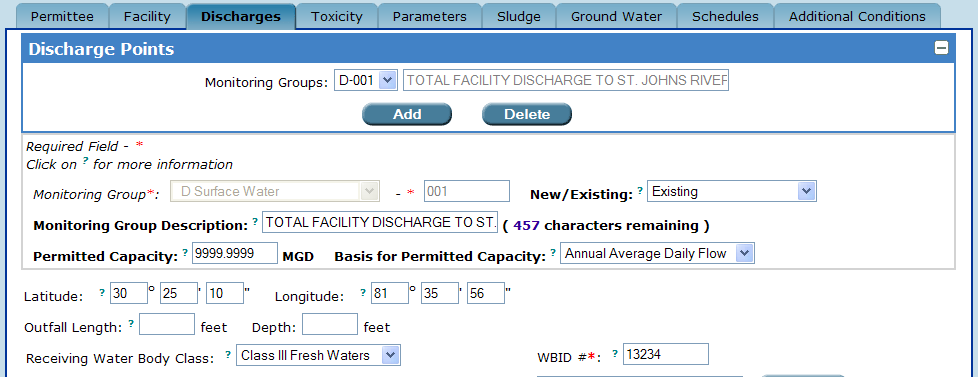 Permittee Facility Discharges Toxicity Parameters Sludge Ground Water Schedules Additional Conditions
Discharge Points
Monitoring Groups: D-001 TOTAL FACILITY DISCHARGE TO ST. JOHNS RIVER
Add Delete
Required Field - *
Click on ? for more information
Monitoring Group*: D Surface Water - * 001 New/Existing: ? Existing
Monitoring Group Description: ? TOTAL FACILITY DISCHARGE TO ST. ( 457 characters remaining )
Permitted Capacity: ? 9999.9999 MGD Basis for Permitted Capacity: ? Annual Average Daily Flow
Latitude: ? 30 ° 25 ' 10 " Longitude: ? 81 ° 35 ' 56 "
Outfall Length: ? feet Depth: feet
Receiving Water Body Class: ? Class III Fresh Waters WBID #*: ? 13234